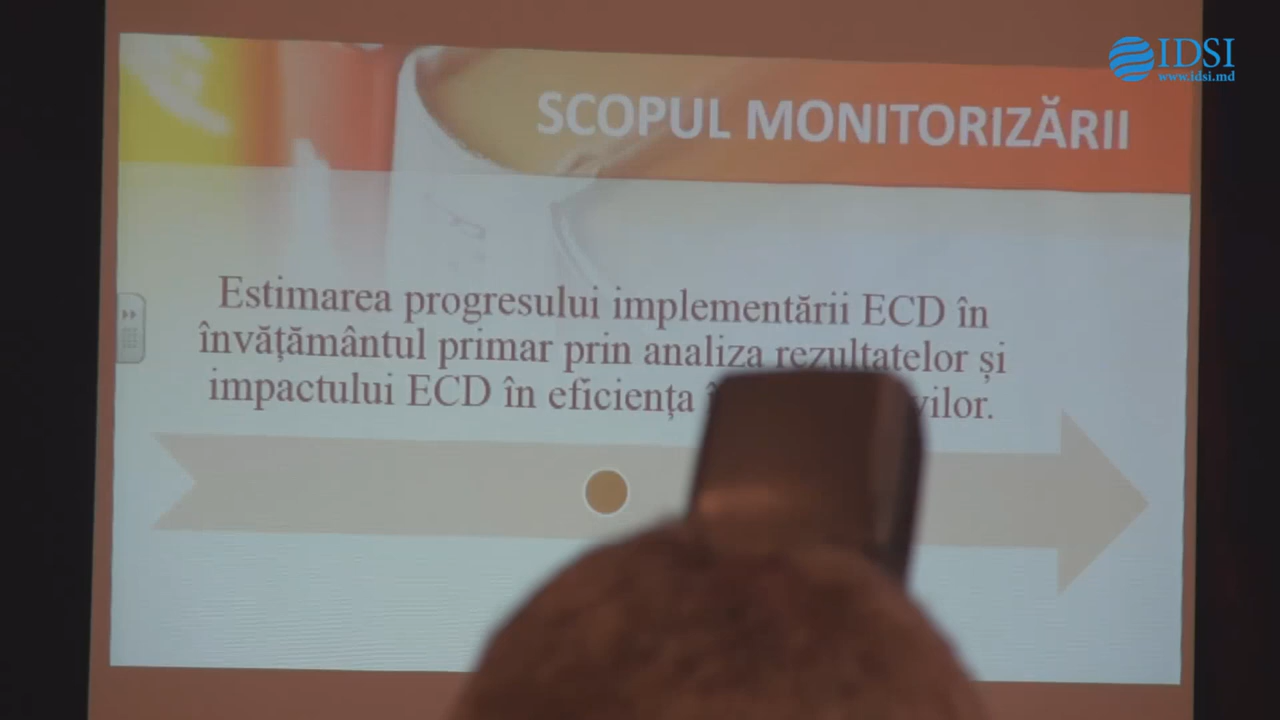 IDSI
www.idsi.md
SCOPUL MONITORIZĂRII
Estimarea progresului implementării ECD în
învățământul primar prin analiza rezultatelor și
impactului ECD în eficiența